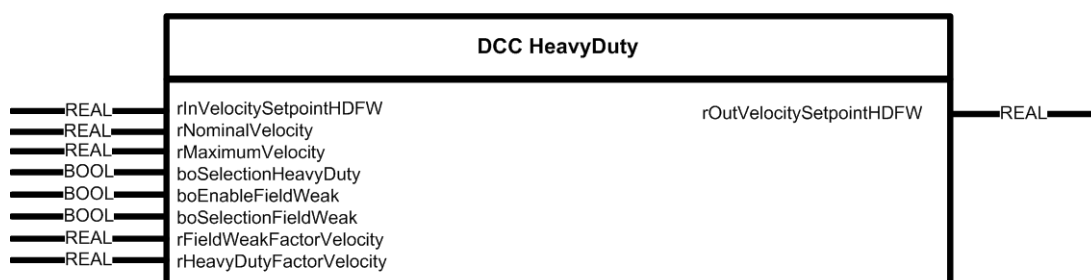 DCC HeavyDuty
REAL rInVelocitySetpointHDFW rOutVelocitySetpointHDFW REAL
REAL rNominalVelocity
REAL rMaximumVelocity
BOOL boSelectionHeavyDuty
BOOL boEnableFieldWeak
BOOL boSelectionFieldWeak
REAL rFieldWeakFactorVelocity
REAL rHeavyDutyFactorVelocity